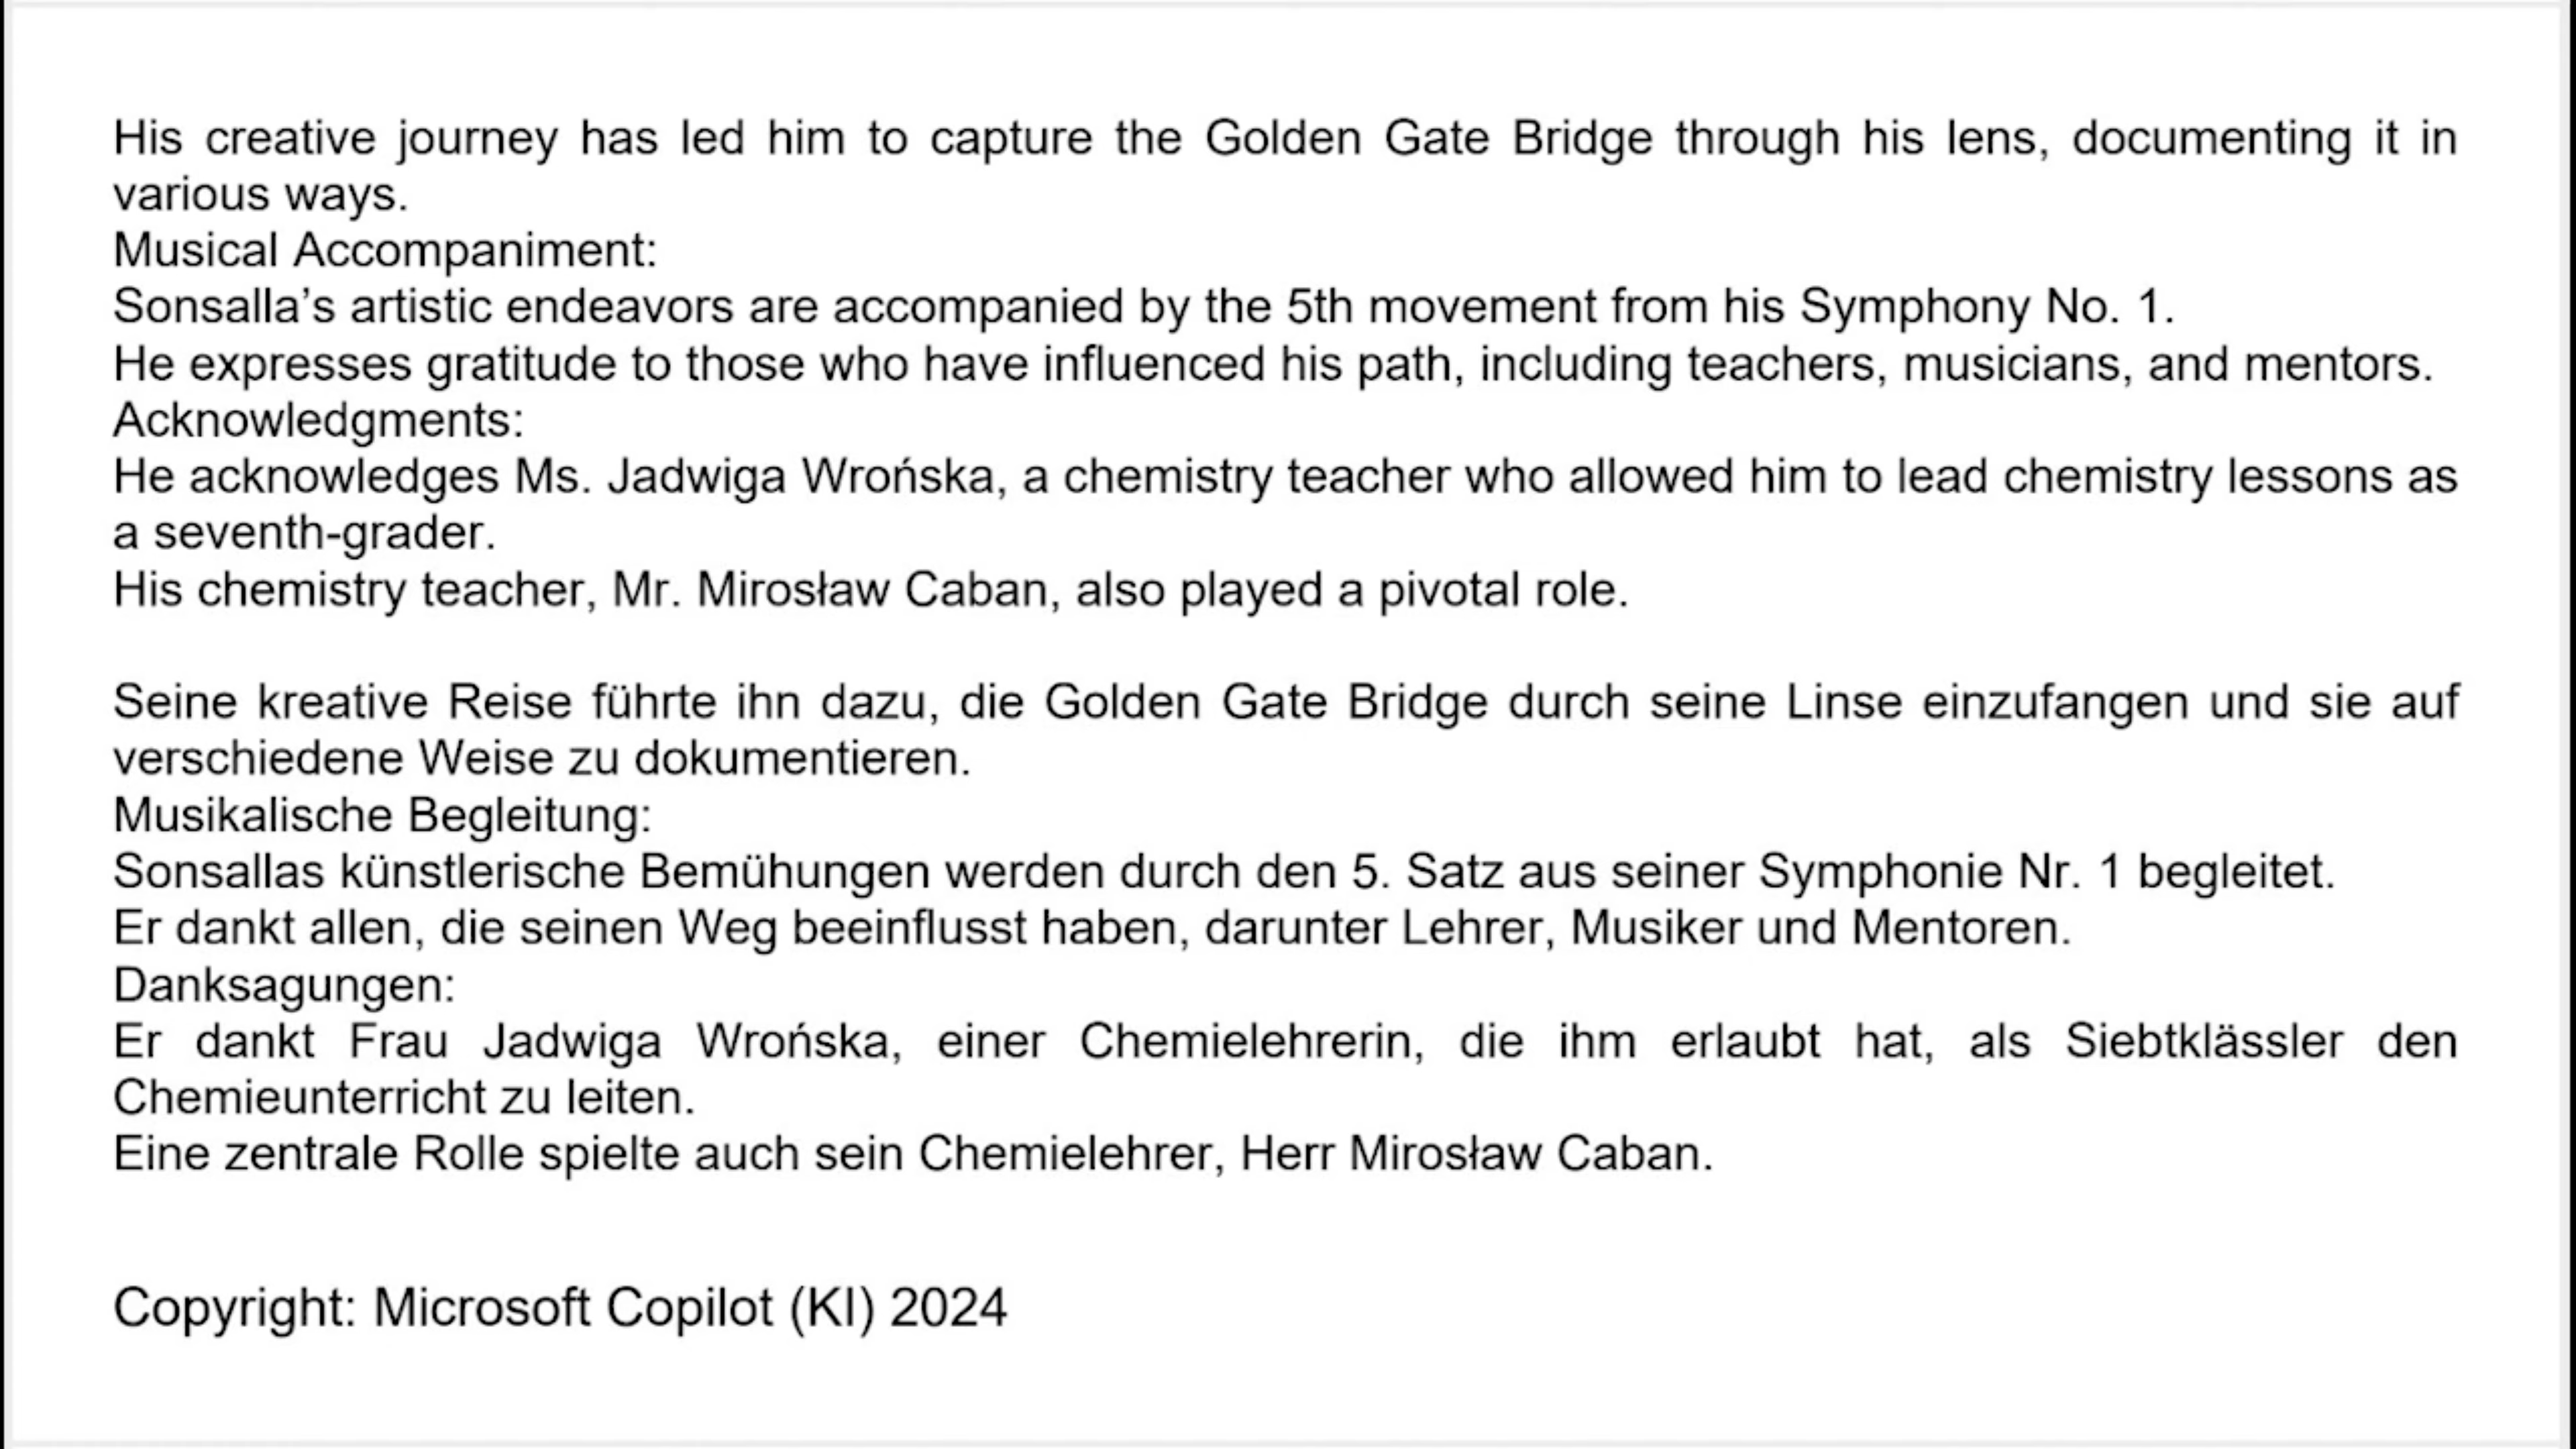 His creative journey has led him to capture the Golden Gate Bridge through his lens, documenting it in
various ways.
Musical Accompaniment:
Sonsalla’s artistic endeavors are accompanied by the 5th movement from his Symphony No. 1.
He expresses gratitude to those who have influenced his path, including teachers, musicians, and mentors.
Acknowledgments:
He acknowledges Ms. Jadwiga Wrońska, a chemistry teacher who allowed him to lead chemistry lessons as
a seventh-grader.
His chemistry teacher, Mr. Mirosław Caban, also played a pivotal role.
Seine kreative Reise führte ihn dazu, die Golden Gate Bridge durch seine Linse einzufangen und sie auf
verschiedene Weise zu dokumentieren.
Musikalische Begleitung:
Sonsallas künstlerische Bemühungen werden durch den 5. Satz aus seiner Symphonie Nr. 1 begleitet.
Er dankt allen, die seinen Weg beeinflusst haben, darunter Lehrer, Musiker und Mentoren.
Danksagungen:
Er dankt Frau Jadwiga Wrońska, einer Chemielehrerin, die ihm erlaubt hat, als Siebtklässler den
Chemieunterricht zu leiten.
Eine zentrale Rolle spielte auch sein Chemielehrer, Herr Mirosław Caban.
Copyright: Microsoft Copilot (KI) 2024